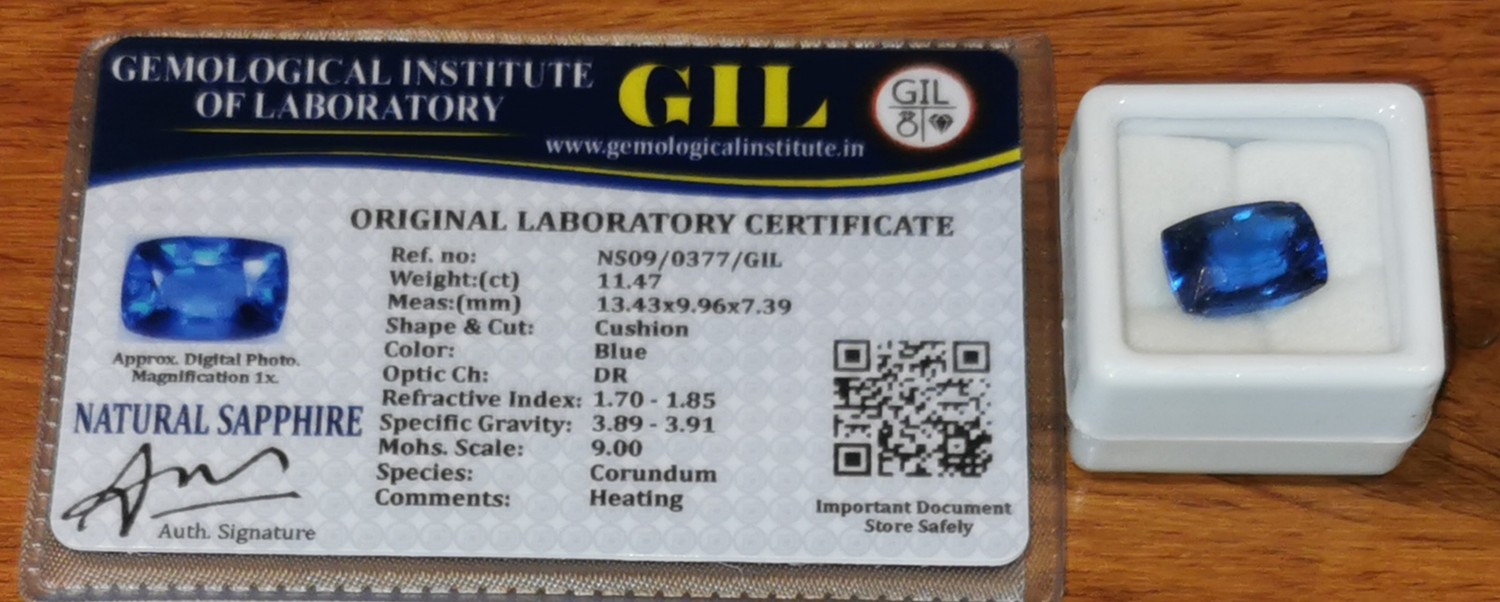 GEMOLOGICAL INSTITUTE
OF LABORATORY
GIL
www.gemologicalinstitute.in
GIL
ORIGINAL LABORATORY CERTIFICATE
Approx. Digital Photo.
Magnification 1x.
NATURAL SAPPHIRE
Auth. Signature
Ref. no: NS09/0377/GIL
Weight:(ct) 11.47
Meas:(mm) 13.43x9.96x7.39
Shape & Cut: Cushion
Color: Blue
Optic Ch: DR
Refractive Index: 1.70 - 1.85
Specific Gravity: 3.89 - 3.91
Mohs. Scale: 9.00
Species: Corundum
Comments: Heating
Important Document
Store Safely